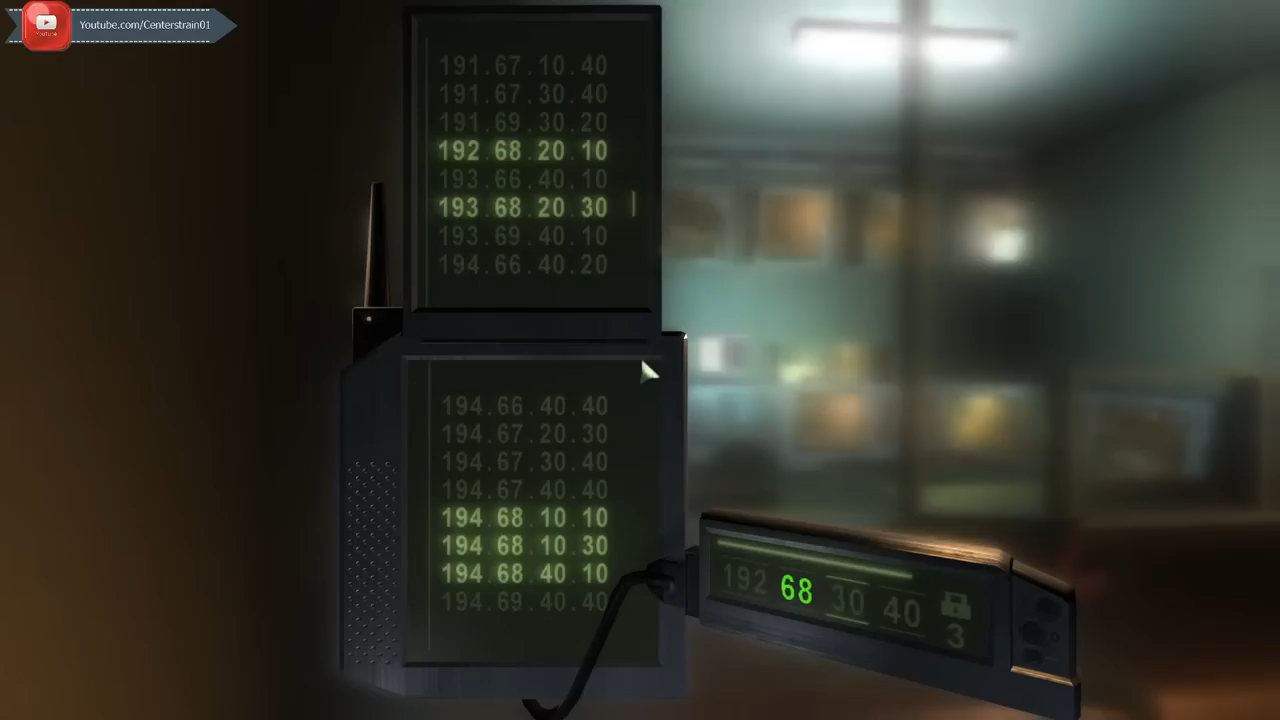 Youtube
Youtube.com/Centerstrain01
191.67.10.40
191.67.30.40
191.69.30.20
192 68 20 10
193.66.40.10
193 68 20 30
193.69.40.10
194.66.40.20
194.66.40.40
194.67.20.30
194.67.30.40
194.67.40.40
194 68 10 10
194 68 10 30
194 68 40 10
194.69.40.40
192 68 30 40
3